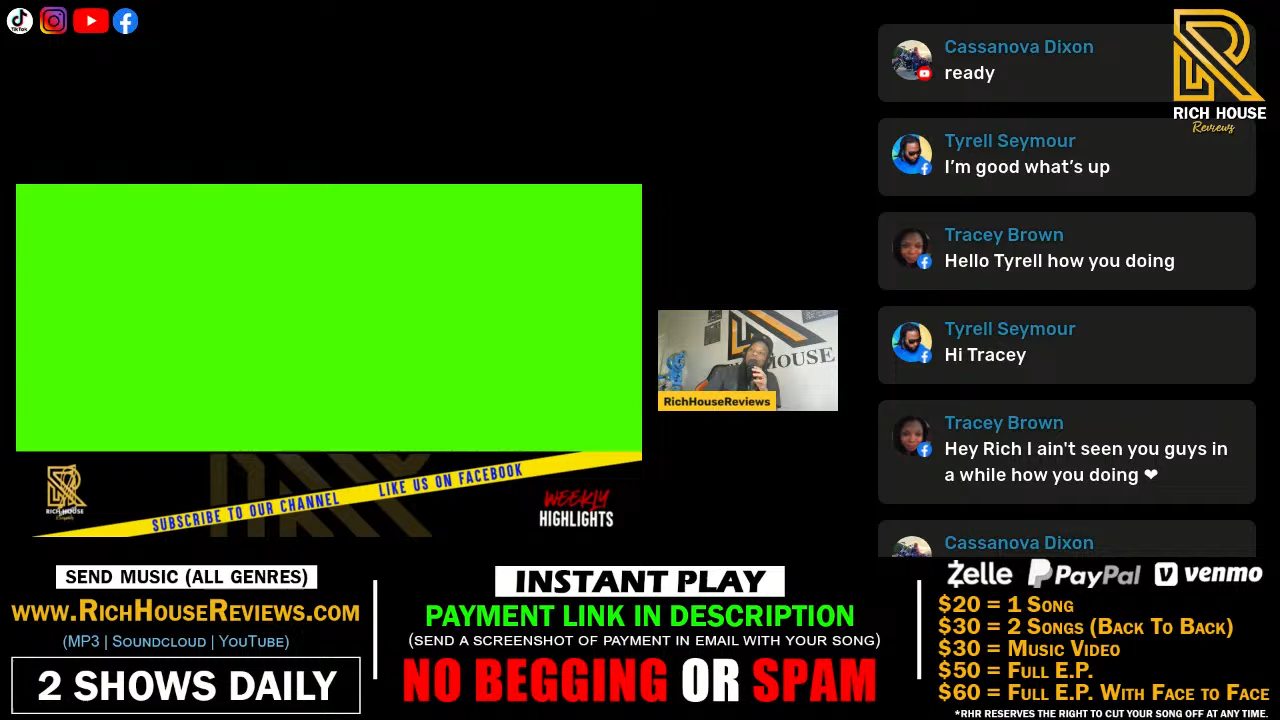 TikTok
Cassanova Dixon
ready
RICH HOUSE
Reviews
Tyrell Seymour
I'm good what's up
Tracey Brown
Hello Tyrell how you doing
Tyrell Seymour
Hi Tracey
Tracey Brown
Hey Rich I ain't seen you guys in
a while how you doing ❤
Cassanova Dixon
HOUSE
RichHouseReviews
RICH HOUSE
SUBSCRIBE TO OUR CHANNEL LIKE US ON FACEBOOK
WEEKLY
HIGHLIGHTS
SEND MUSIC (ALL GENRES)
WWW.RICHHOUSEREVIEWS.COM
(MP3 | SOUNDCLOUD | YOUTUBE)
2 SHOWS DAILY
INSTANT PLAY
PAYMENT LINK IN DESCRIPTION
(SEND A SCREENSHOT OF PAYMENT IN EMAIL WITH YOUR SONG)
NO BEGGING OR SPAM
Zelle PayPal venmo
$20 = 1 SONG
$30 = 2 SONGS (BACK TO BACK)
$30 = MUSIC VIDEO
$50 = FULL E.P.
$60 = FULL E.P. WITH FACE TO FACE
*RHR RESERVES THE RIGHT TO CUT YOUR SONG OFF AT ANY TIME.